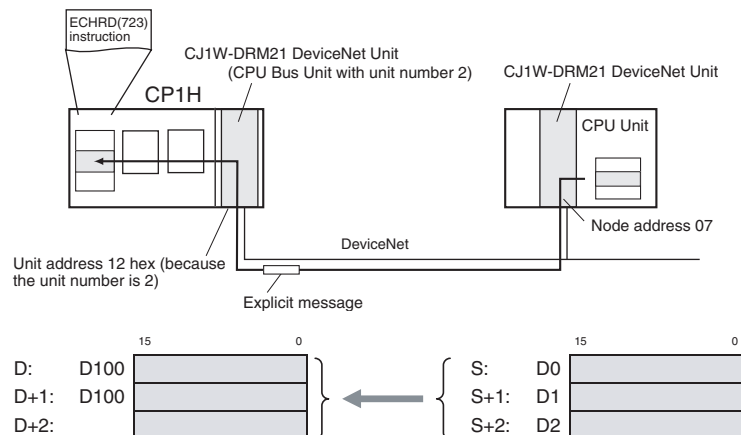 ECHRD(723)
instruction
CJ1W-DRM21 DeviceNet Unit
(CPU Bus Unit with unit number 2)
CJ1W-DRM21 DeviceNet Unit
CP1H
CPU Unit
Node address 07
DeviceNet
Unit address 12 hex (because
the unit number is 2)
Explicit message
15 0 15 0
D: D100 S: D0
D+1: D100 S+1: D1
D+2: S+2: D2